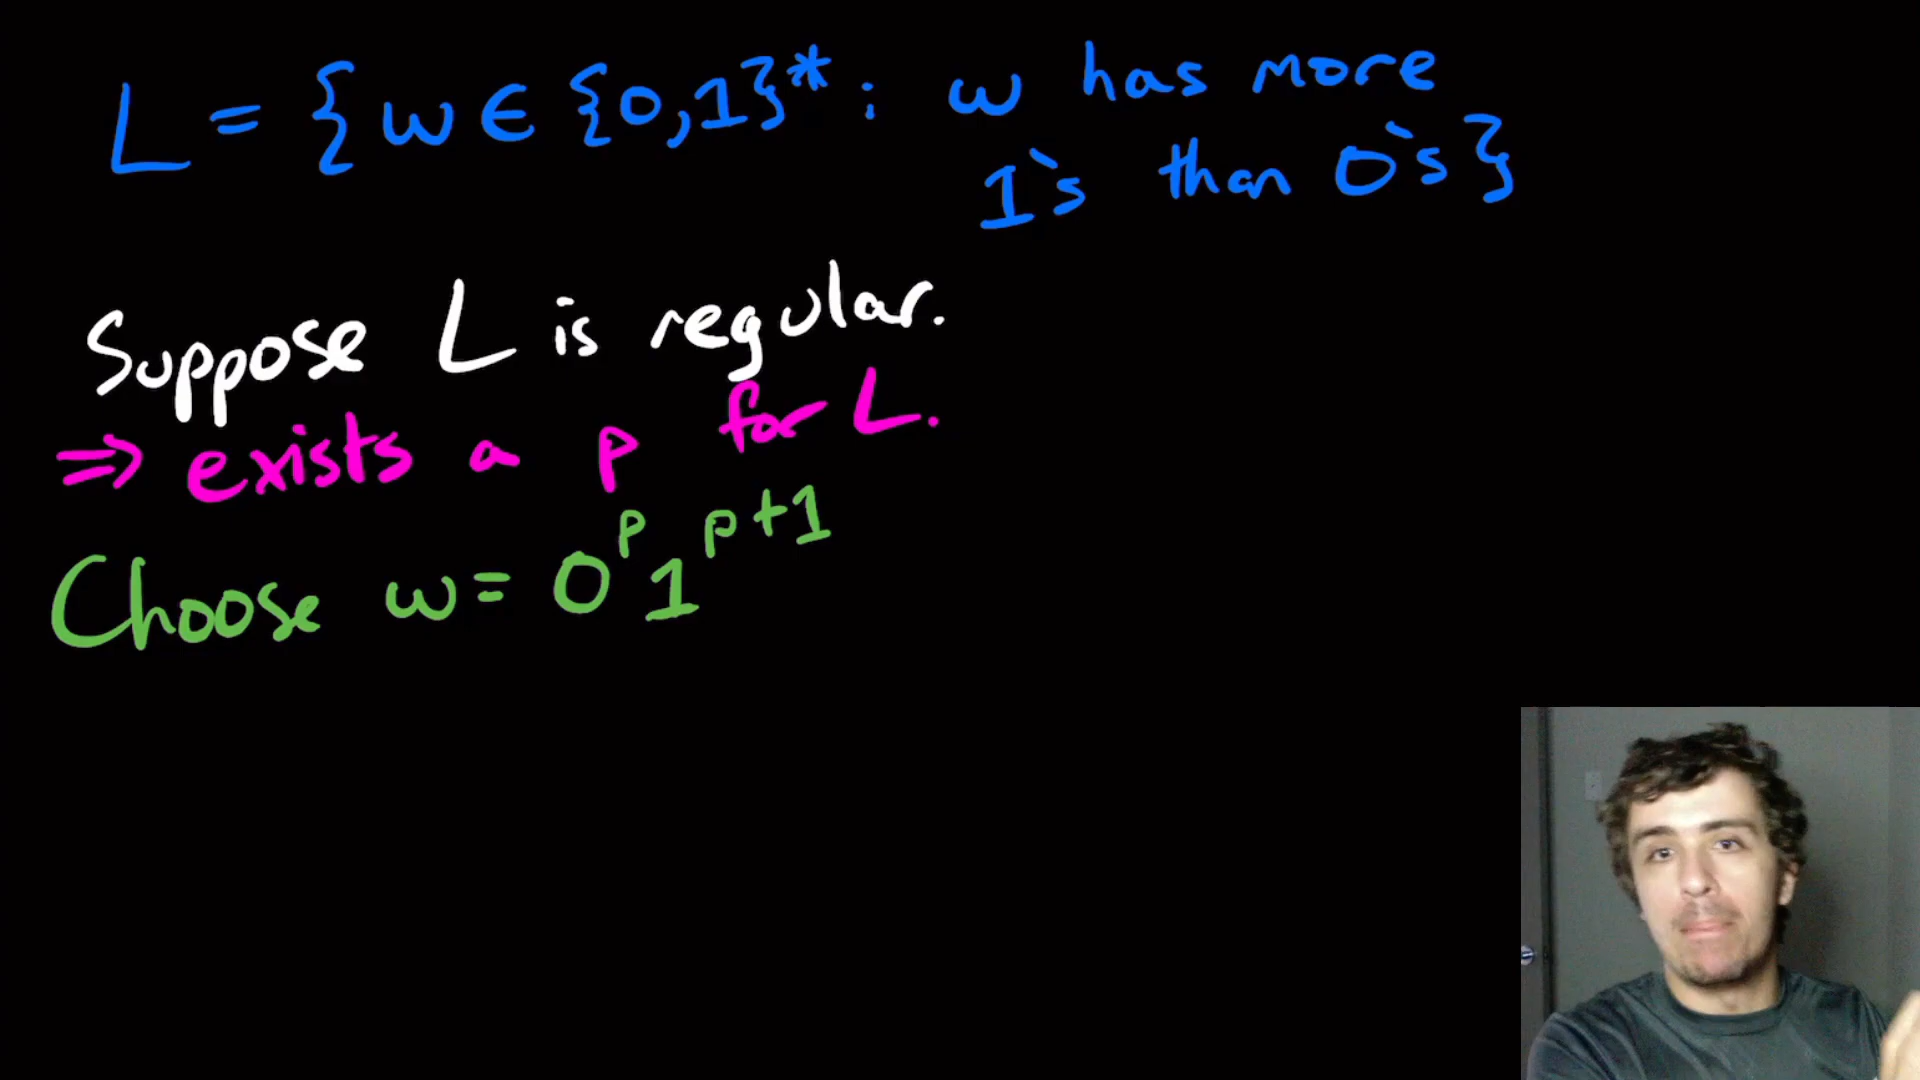 L = {w ∈ {0,1}* : w has more
1's than 0's}
Suppose L is regular.
⇒ exists a p for L.
Choose w = 0^p 1^{p+1}